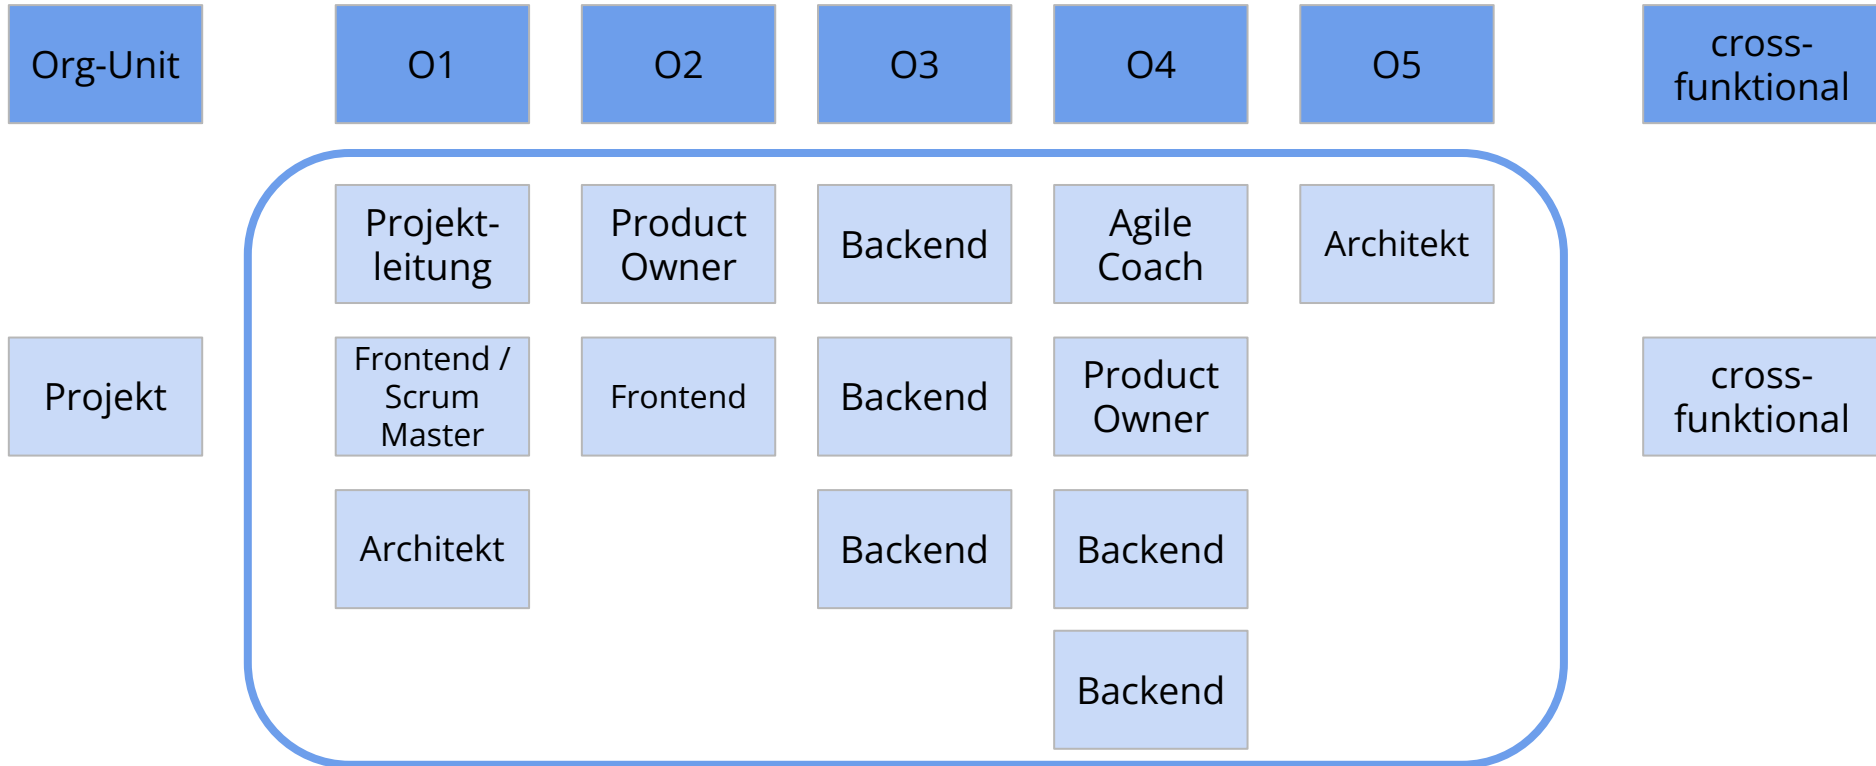 Org-Unit
O1
O2
O3
O4
O5
cross-
funktional
Projekt-
leitung
Product
Owner
Backend
Agile
Coach
Architekt
Projekt
Frontend /
Scrum
Master
Frontend
Backend
Product
Owner
cross-
funktional
Architekt
Backend
Backend
Backend